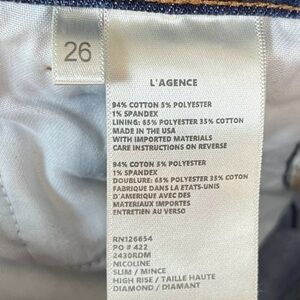 26
L'AGENCE
94% COTTON 5% POLYESTER
1% SPANDEX
LINING: 65% POLYESTER 35% COTTON
MADE IN THE USA
WITH IMPORTED MATERIALS
CARE INSTRUCTIONS ON REVERSE
94% COTTON 5% POLYESTER
1% SPANDEX
DOUBLURE: 65% POLYESTER 35% COTON
FABRIQUE DANS LA ETATS-UNIS
D'AMERIQUE AVEC DES
MATERIAUX IMPORTES
ENTRETIEN AU VERSO
RN126654
PO # 422
2430RDM
NICOLINE
SLIM / MINCE
HIGH RISE / TAILLE HAUTE
DIAMOND / DIAMANT